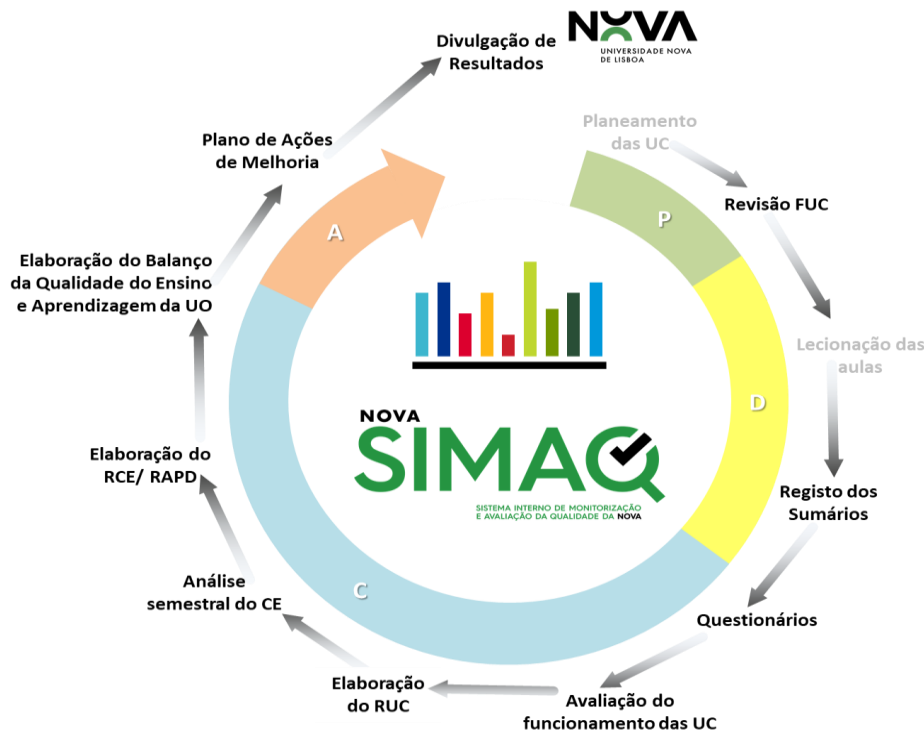 NOVA
UNIVERSIDADE NOVA
DE LISBOA
Divulgação de
Resultados
Planeamento
das UC
Plano de Ações
de Melhoria
Revisão FUC
P
A
Elaboração do Balanço
da Qualidade do Ensino
e Aprendizagem da UO
Lecionação das
aulas
D
NOVA
SIMAQ
SISTEMA INTERNO DE MONITORIZAÇÃO
E AVALIAÇÃO DA QUALIDADE DA NOVA
Elaboração do
RCE/ RAPD
Registo dos
Sumários
Análise
semestral do CE
C
Questionários
Elaboração
do RUC
Avaliação do
funcionamento das UC